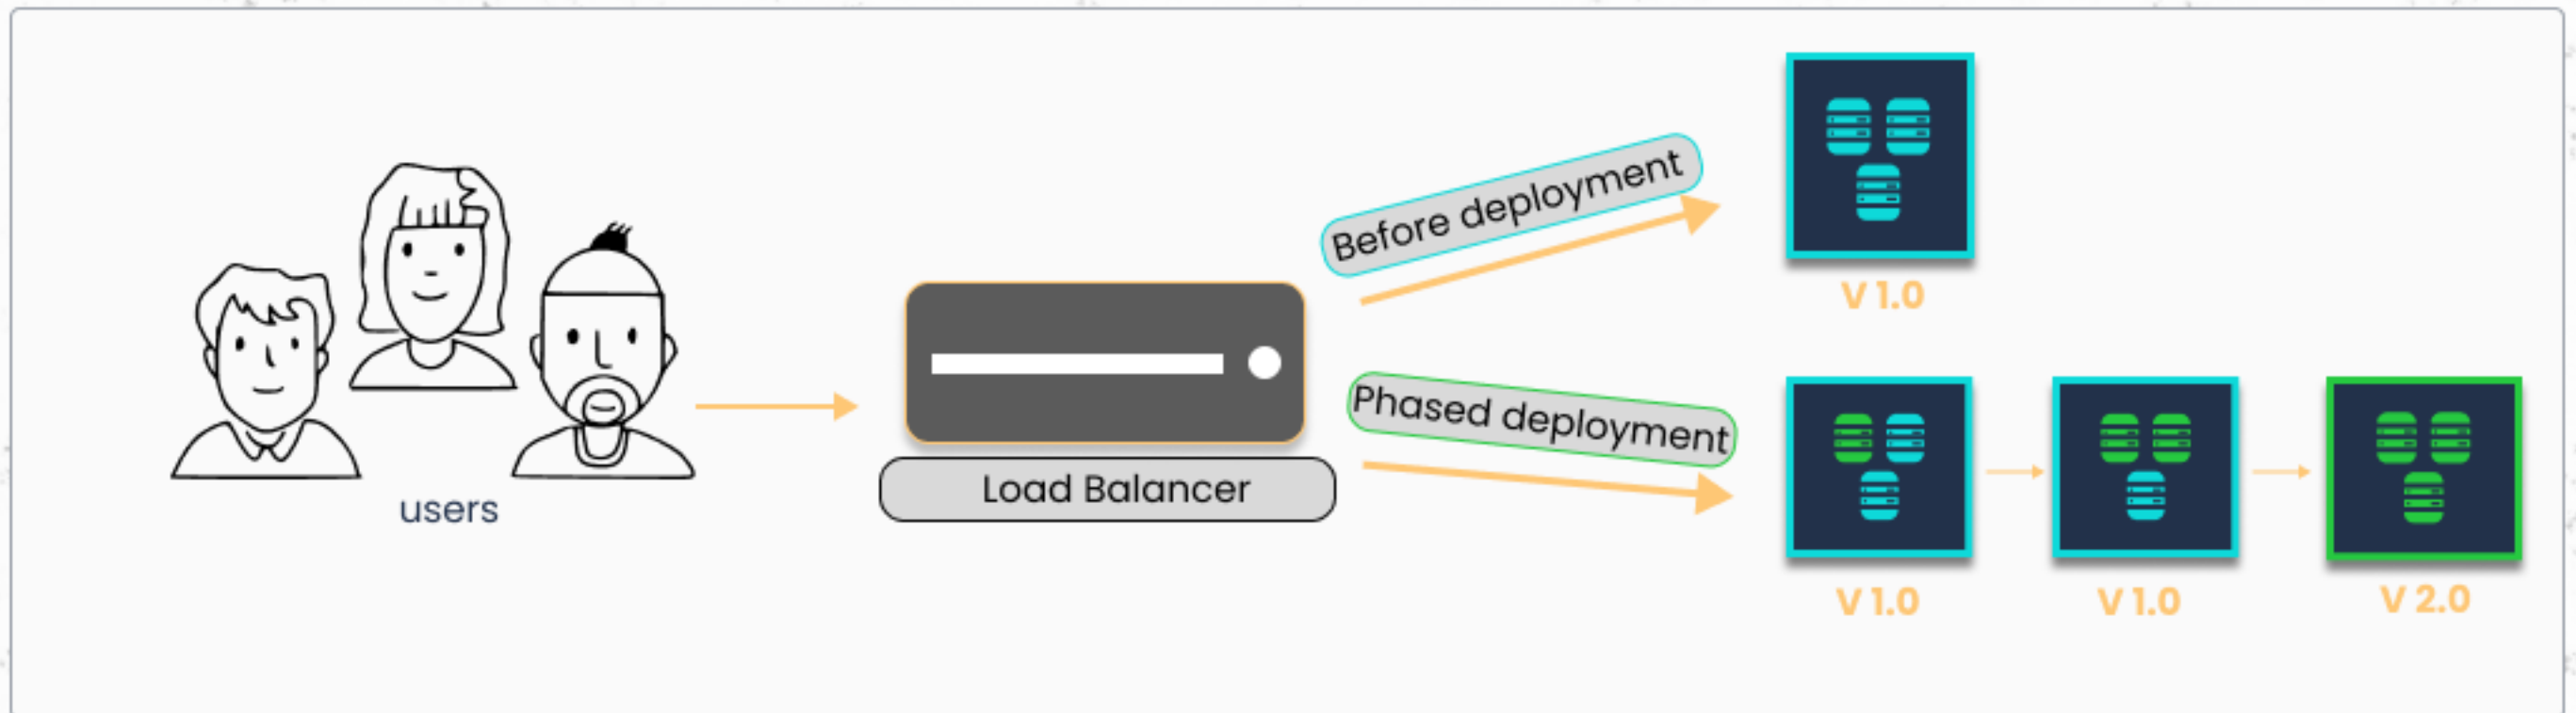 Before deployment
V 1.0
users
Load Balancer
Phased deployment
V 1.0
V 1.0
V 2.0